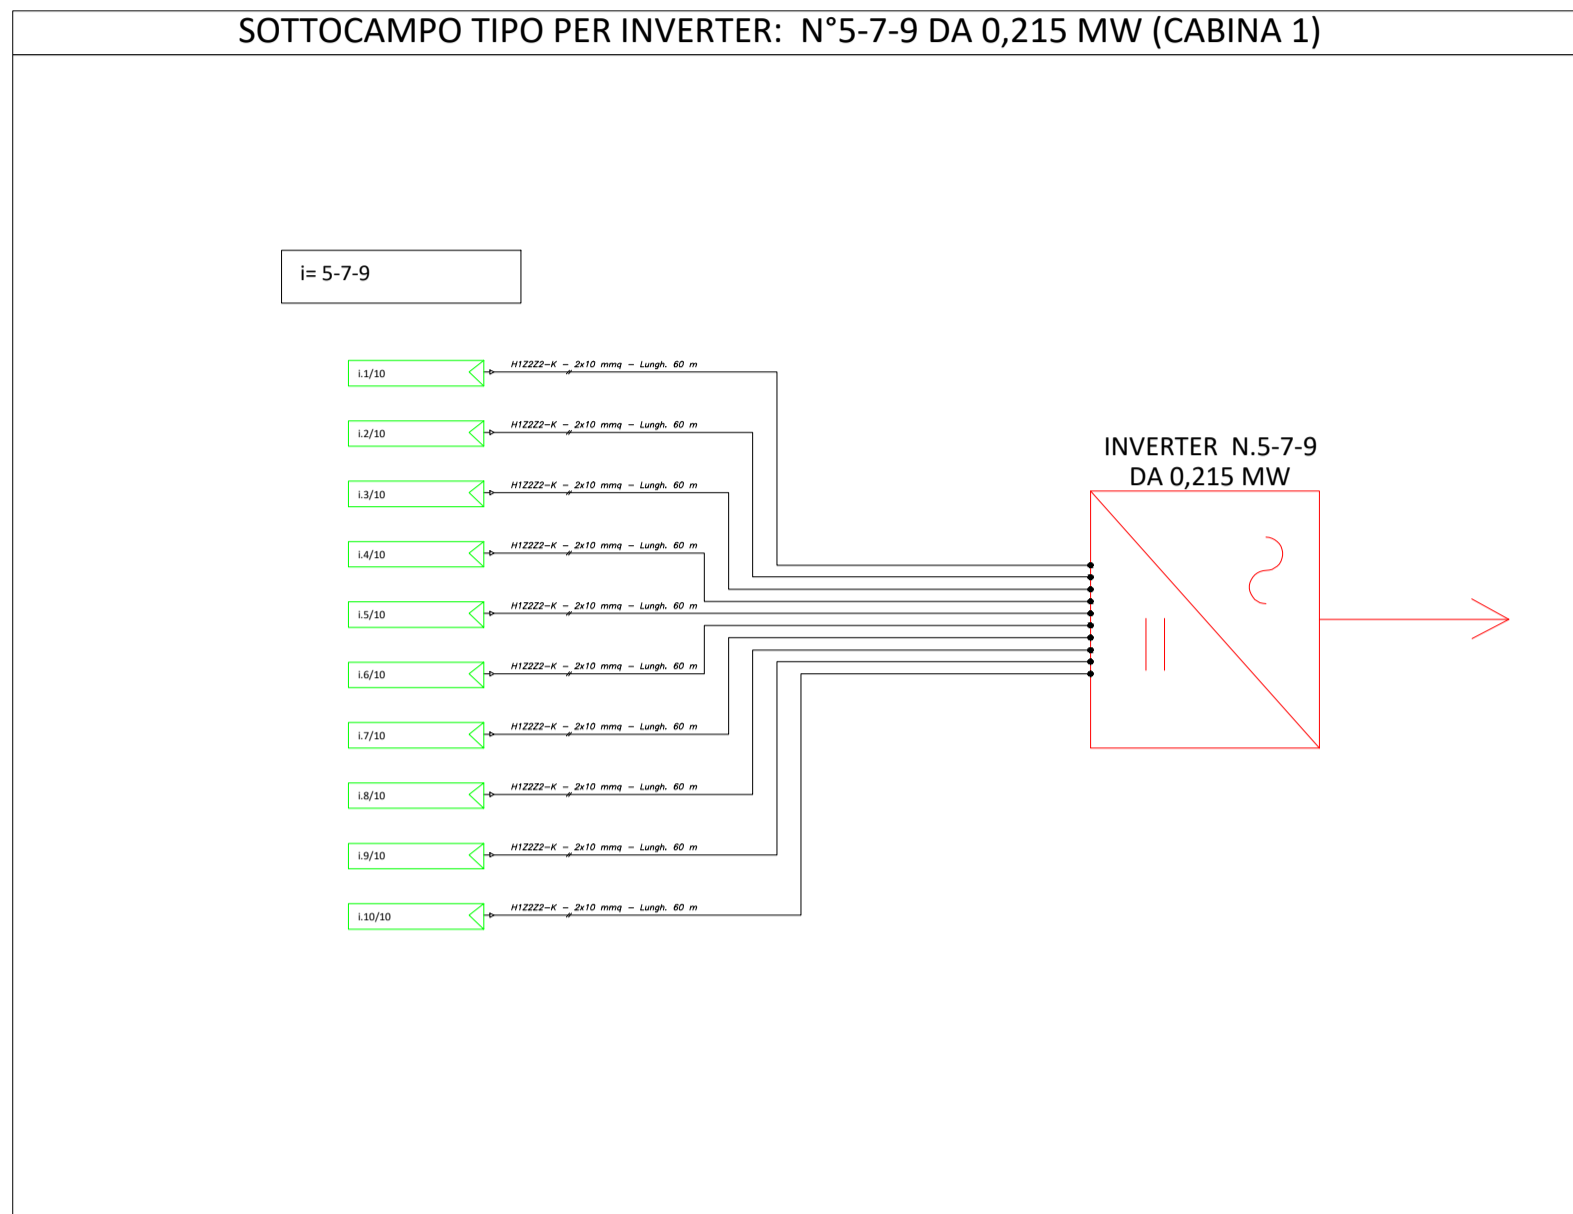 SOTTOCAMPO TIPO PER INVERTER: N°5-7-9 DA 0,215 MW (CABINA 1)
i= 5-7-9
i.1/10 H1Z2Z2-K - 2x10 mmq - Lungh. 60 m
i.2/10 H1Z2Z2-K - 2x10 mmq - Lungh. 60 m
INVERTER N.5-7-9
DA 0,215 MW
i.3/10 H1Z2Z2-K - 2x10 mmq - Lungh. 60 m
i.4/10 H1Z2Z2-K - 2x10 mmq - Lungh. 60 m
i.5/10 H1Z2Z2-K - 2x10 mmq - Lungh. 60 m
i.6/10 H1Z2Z2-K - 2x10 mmq - Lungh. 60 m
i.7/10 H1Z2Z2-K - 2x10 mmq - Lungh. 60 m
i.8/10 H1Z2Z2-K - 2x10 mmq - Lungh. 60 m
i.9/10 H1Z2Z2-K - 2x10 mmq - Lungh. 60 m
i.10/10 H1Z2Z2-K - 2x10 mmq - Lungh. 60 m